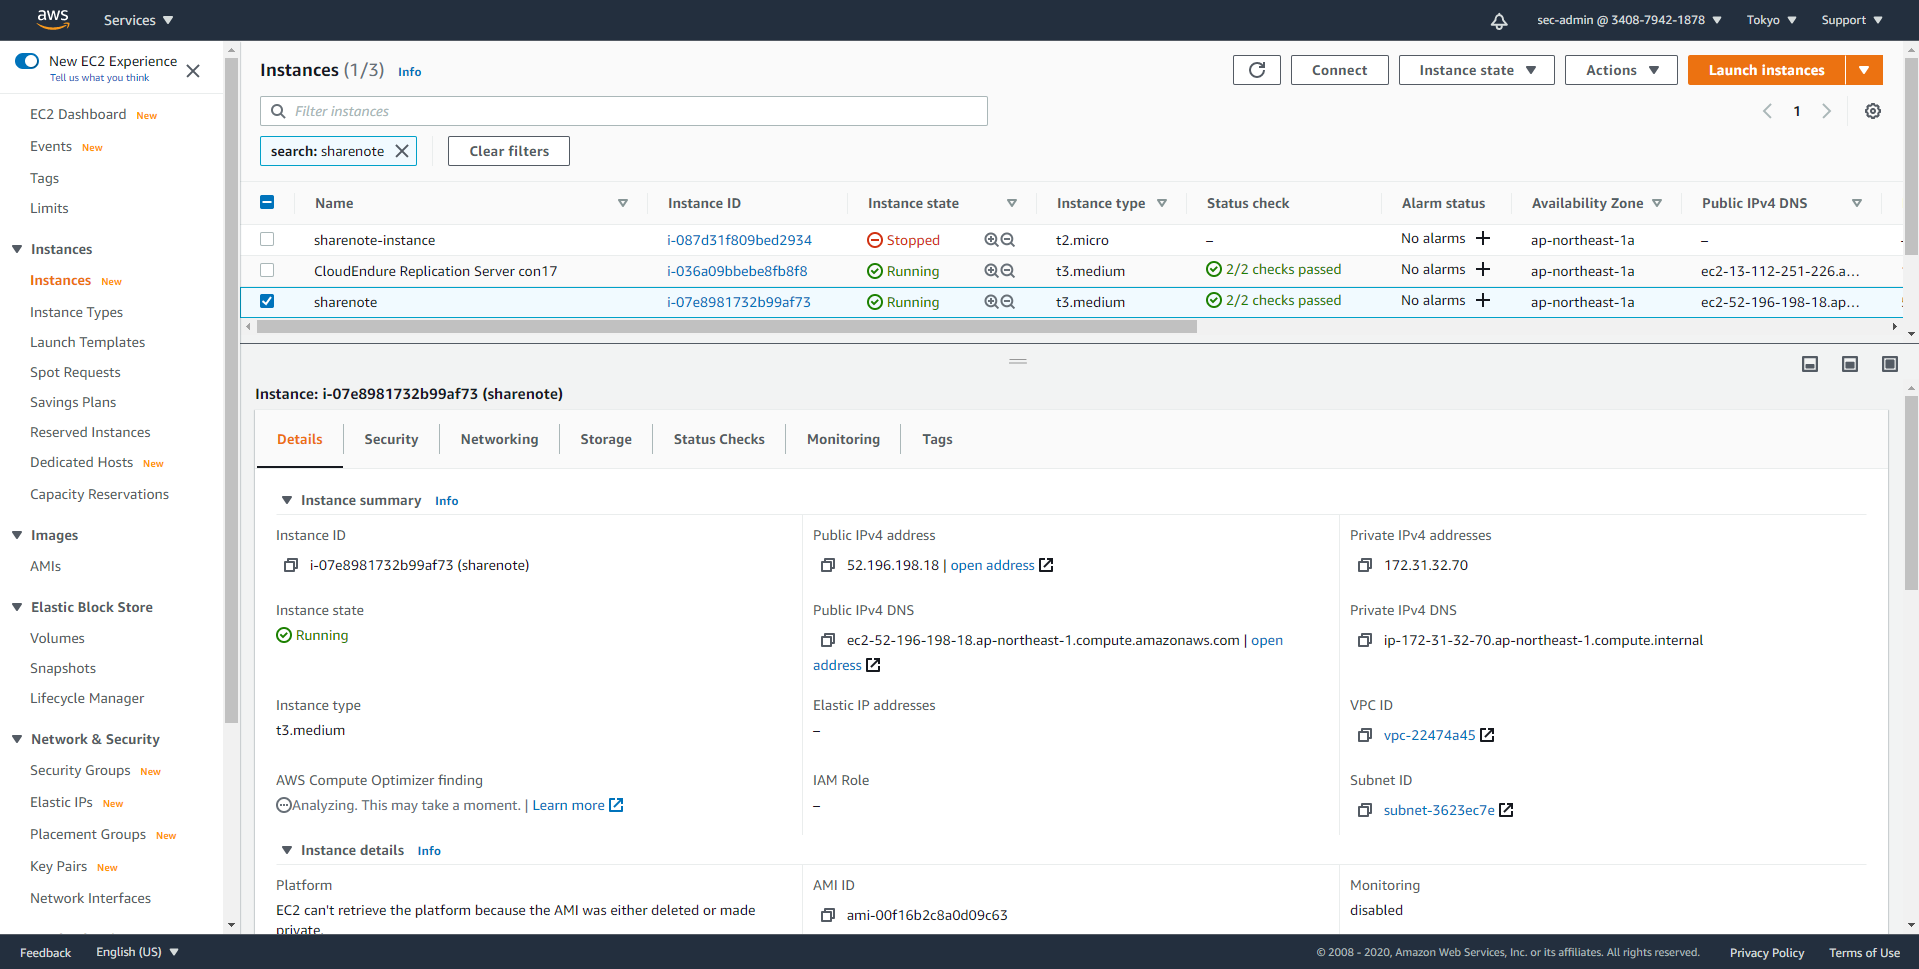 aws
Services
sec-admin @ 3408-7942-1878
Tokyo
Support
New EC2 Experience
Tell us what you think
EC2 Dashboard New
Events New
Tags
Limits
Instances
Instances New
Instance Types
Launch Templates
Spot Requests
Savings Plans
Reserved Instances
Dedicated Hosts New
Capacity Reservations
Images
AMIs
Elastic Block Store
Volumes
Snapshots
Lifecycle Manager
Network & Security
Security Groups New
Elastic IPs New
Placement Groups New
Key Pairs New
Network Interfaces
Instances (1/3) Info
Connect
Instance state
Actions
Launch instances
Filter instances
1
search: sharenote
Clear filters
Name Instance ID Instance state Instance type Status check Alarm status Availability Zone Public IPv4 DNS
sharenote-instance i-087d31f809bed2934 Stopped t2.micro – No alarms ap-northeast-1a –
CloudEndure Replication Server con17 i-036a09bbebe8fb8f8 Running t3.medium 2/2 checks passed No alarms ap-northeast-1a ec2-13-112-251-226.a...
sharenote i-07e8981732b99af73 Running t3.medium 2/2 checks passed No alarms ap-northeast-1a ec2-52-196-198-18.ap...
Instance: i-07e8981732b99af73 (sharenote)
Details Security Networking Storage Status Checks Monitoring Tags
Instance summary Info
Instance ID
i-07e8981732b99af73 (sharenote)
Public IPv4 address
52.196.198.18 | open address
Private IPv4 addresses
172.31.32.70
Instance state
Running
Public IPv4 DNS
ec2-52-196-198-18.ap-northeast-1.compute.amazonaws.com | open
address
Private IPv4 DNS
ip-172-31-32-70.ap-northeast-1.compute.internal
Instance type
t3.medium
Elastic IP addresses
–
VPC ID
vpc-22474a45
AWS Compute Optimizer finding
Analyzing. This may take a moment. | Learn more
IAM Role
–
Subnet ID
subnet-3623ec7e
Instance details Info
Platform
EC2 can't retrieve the platform because the AMI was either deleted or made
private.
AMI ID
ami-00f16b2c8a0d09c63
Monitoring
disabled
Feedback
English (US)
© 2008 - 2020, Amazon Web Services, Inc. or its affiliates. All rights reserved.
Privacy Policy
Terms of Use